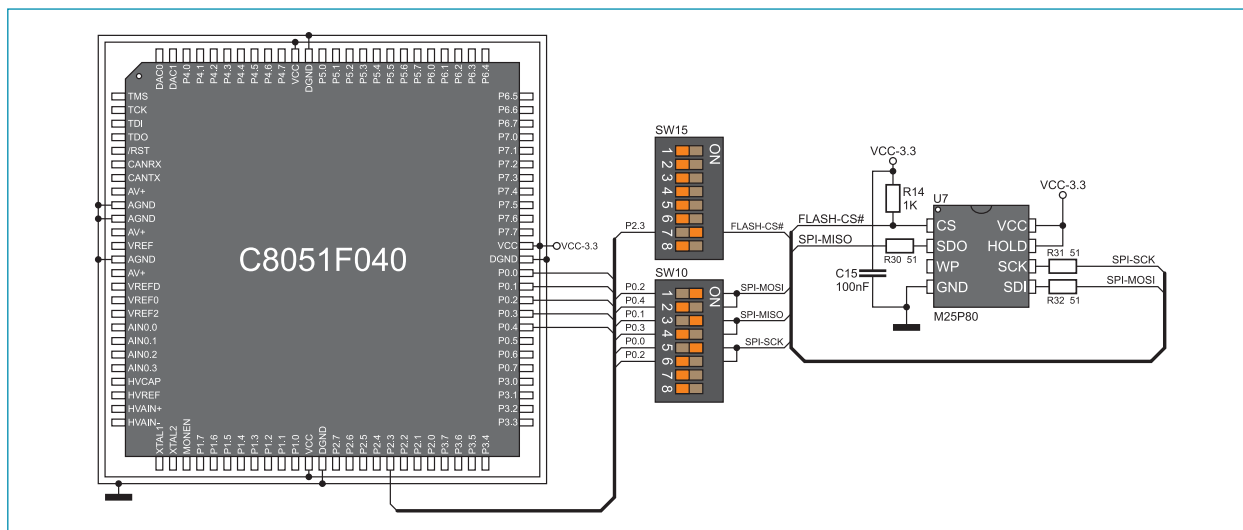 DAC0
DAC1
P4.0
P4.1
P4.2
P4.3
P4.4
P4.5
P4.6
P4.7
VCC
DGND
P5.0
P5.1
P5.2
P5.3
P5.4
P5.5
P5.6
P5.7
P6.0
P6.1
P6.2
P6.3
P6.4
TMS
TCK
TDI
TDO
/RST
CANRX
CANTX
AV+
AGND
AGND
AV+
VREF
AGND
AV+
VREFD
VREF0
VREF2
AIN0.0
AIN0.1
AIN0.2
AIN0.3
HVCAP
HVREF
HVAIN+
HVAIN-
C8051F040
P6.5
P6.6
P6.7
P7.0
P7.1
P7.2
P7.3
P7.4
P7.5
P7.6
P7.7
VCC
DGND
P0.0
P0.1
P0.2
P0.3
P0.4
P0.5
P0.6
P0.7
P3.0
P3.1
P3.2
P3.3
XTAL1
XTAL2
MONEN
P1.7
P1.6
P1.5
P1.4
P1.3
P1.2
P1.1
P1.0
VCC
DGND
P2.7
P2.6
P2.5
P2.4
P2.3
P2.2
P2.1
P2.0
P3.7
P3.6
P3.5
P3.4
VCC-3.3
SW15
ON
1
2
3
4
5
6
7
8
P2.3
FLASH-CS#
SW10
ON
1
2
3
4
5
6
7
8
P0.2
P0.4
P0.1
P0.3
P0.0
P0.2
SPI-MOSI
SPI-MISO
SPI-SCK
VCC-3.3
R14
1K
FLASH-CS#
SPI-MISO
R30 51
C15
100nF
U7
CS
SDO
WP
GND
VCC
HOLD
SCK
SDI
M25P80
VCC-3.3
R31 51
SPI-SCK
SPI-MOSI
R32 51